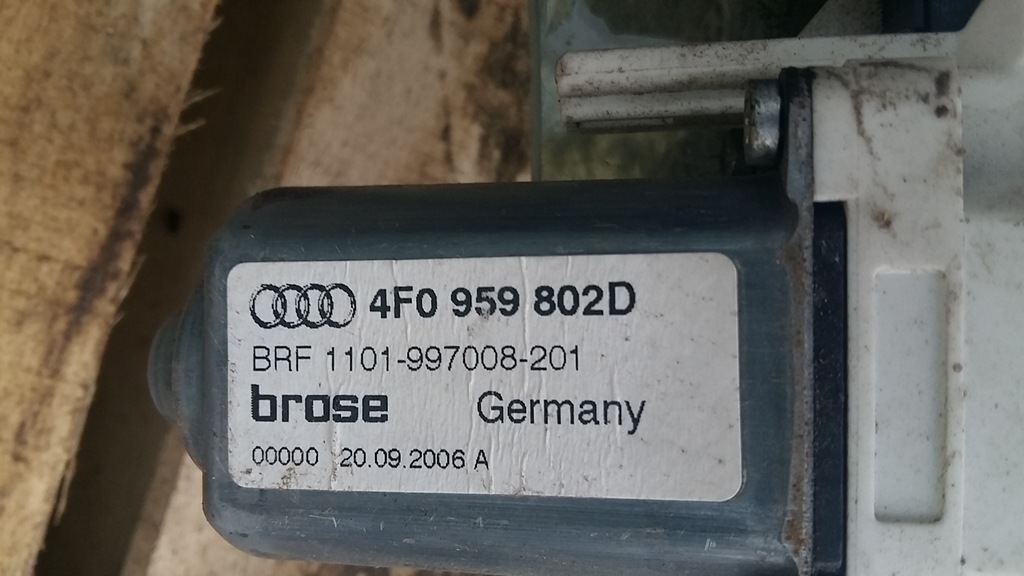 4F0 959 802D
BRF 1101-997008-201
brose Germany
00000 20.09.2006 A